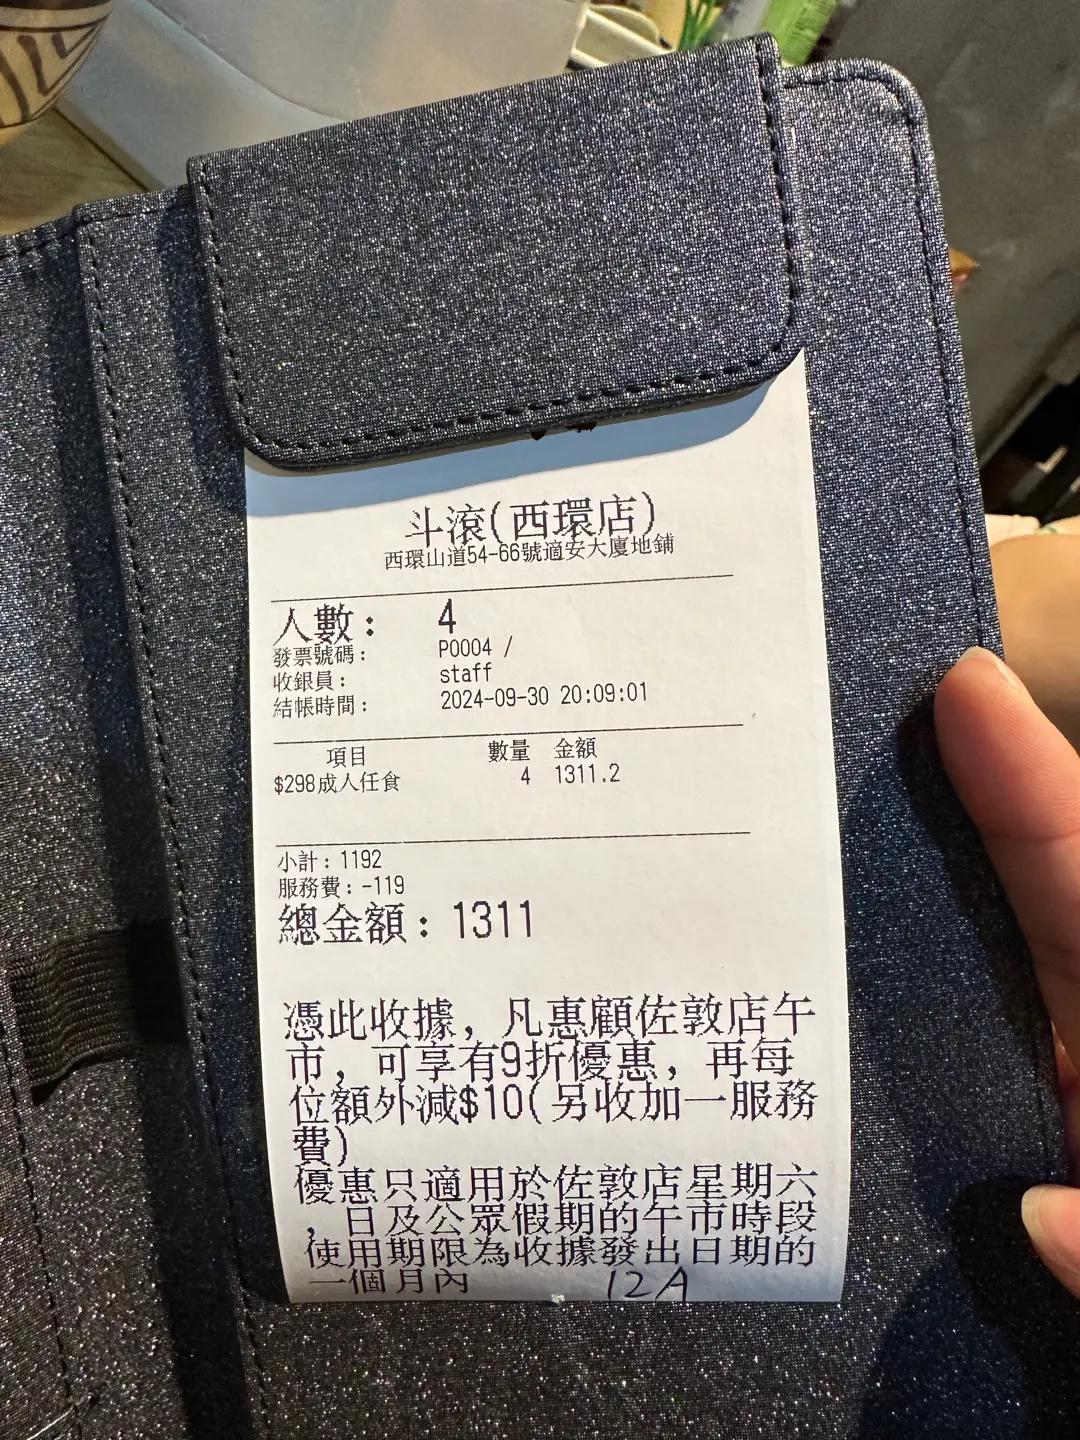 斗滾(西環店)
西環山道54-66號適安大廈地鋪
人數: 4
發票號碼: P0004 /
收銀員: staff
結帳時間: 2024-09-30 20:09:01
項目 數量 金額
$298成人任食 4 1311.2
小計: 1192
服務費: -119
總金額: 1311
憑此收據, 凡惠顧佐敦店午
市, 可享有9折優惠, 再每
位額外減$10(另收加一服務
費)
優惠只適用於佐敦店星期六
, 日及公眾假期的午市時段
使用期限為收據發出日期的
一個月內 12A